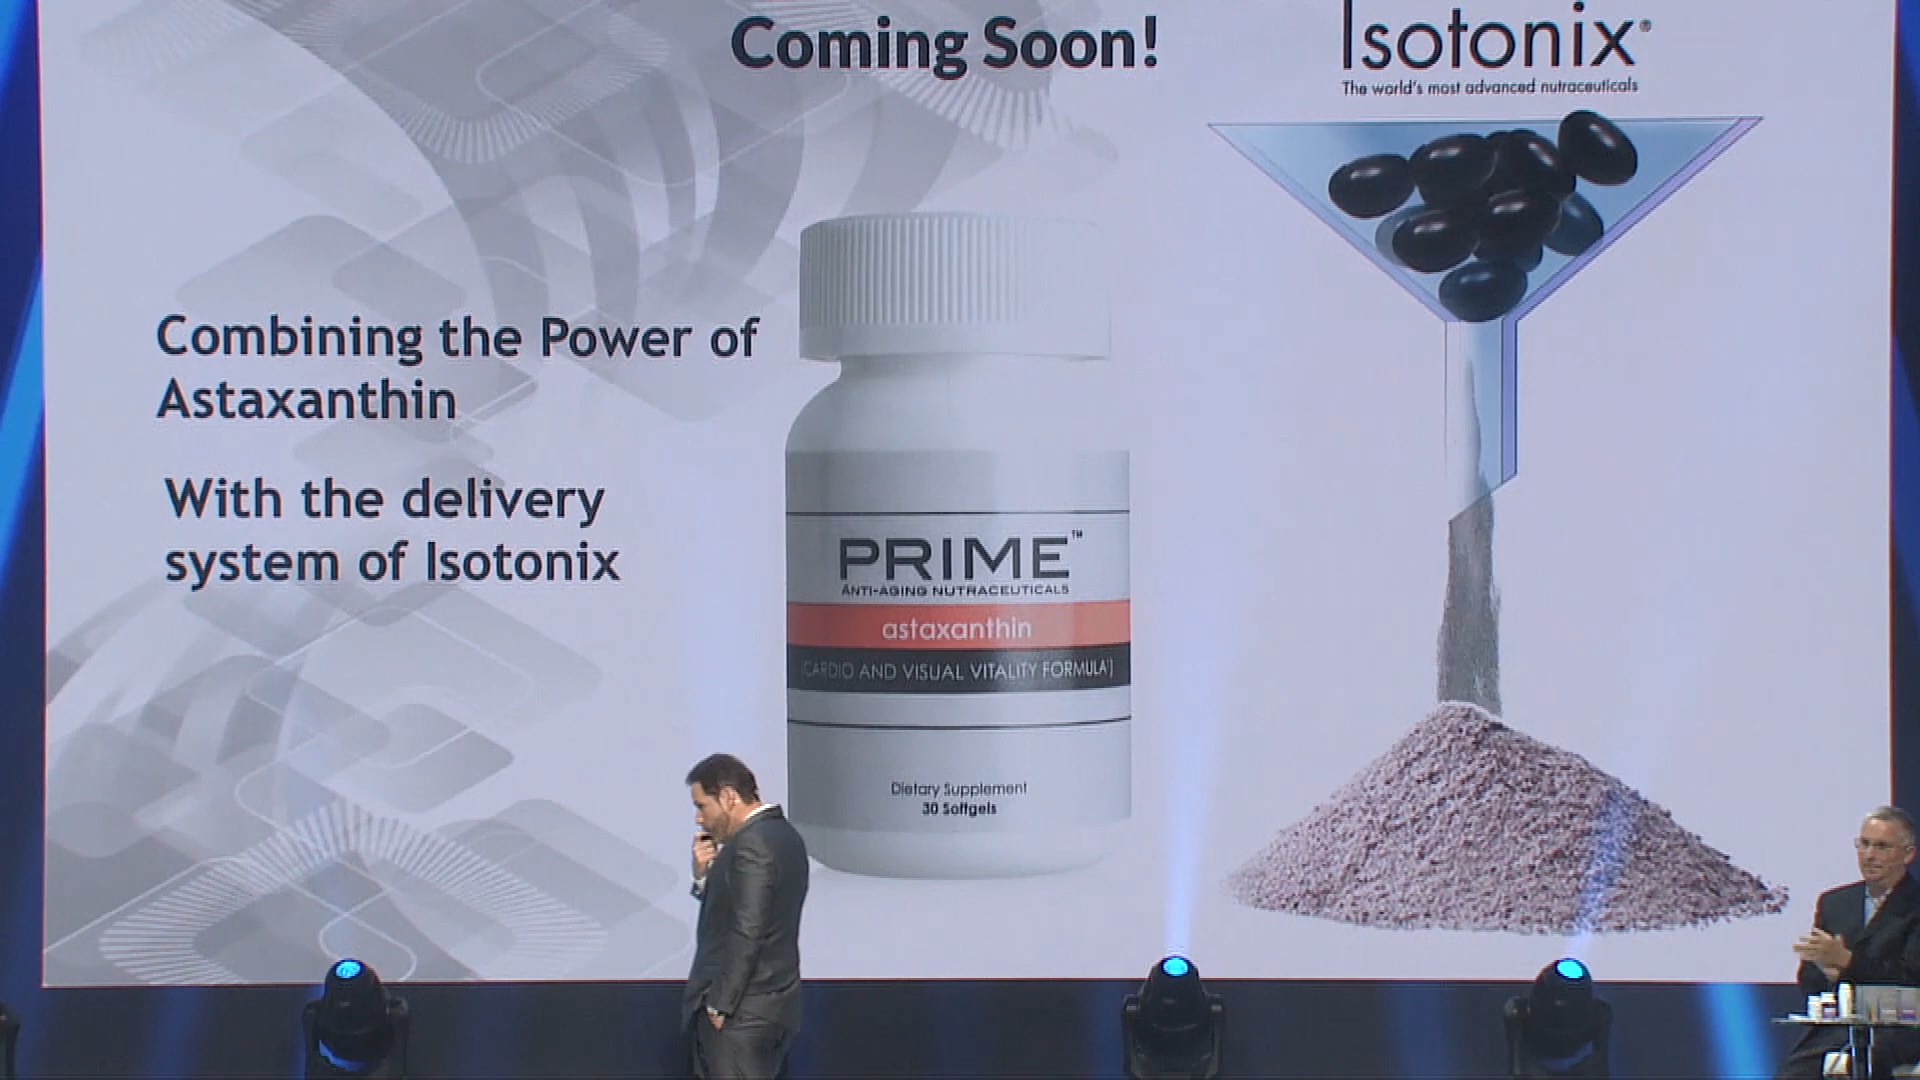 Coming Soon!
Isotonix®
The world's most advanced nutraceuticals
Combining the Power of
Astaxanthin
With the delivery
system of Isotonix
PRIME™
ANTI-AGING NUTRACEUTICALS
astaxanthin
(CARDIO AND VISUAL VITALITY FORMULA†)
Dietary Supplement
30 Softgels